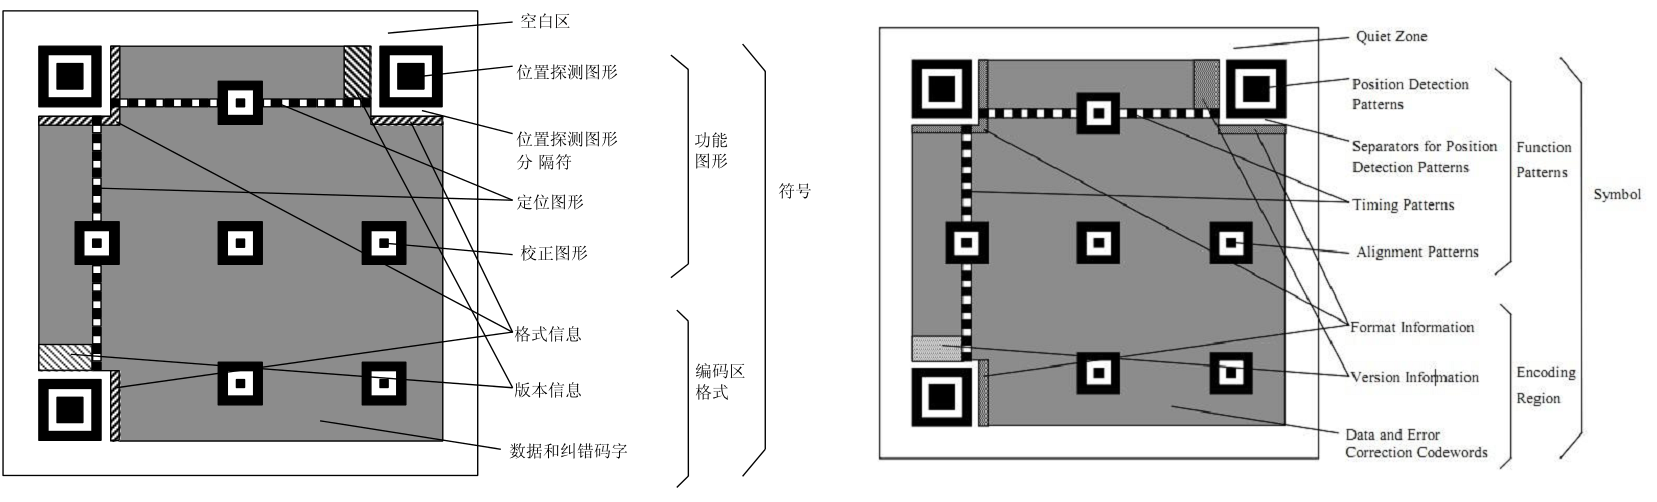 空白区
位置探测图形
位置探测图形
分 隔符
定位图形
校正图形
功能
图形
格式信息
版本信息
数据和纠错码字
编码区
格式
符号
Quiet Zone
Position Detection
Patterns
Separators for Position
Detection Patterns
Timing Patterns
Alignment Patterns
Function
Patterns
Format Information
Version Information
Data and Error
Correction Codewords
Encoding
Region
Symbol